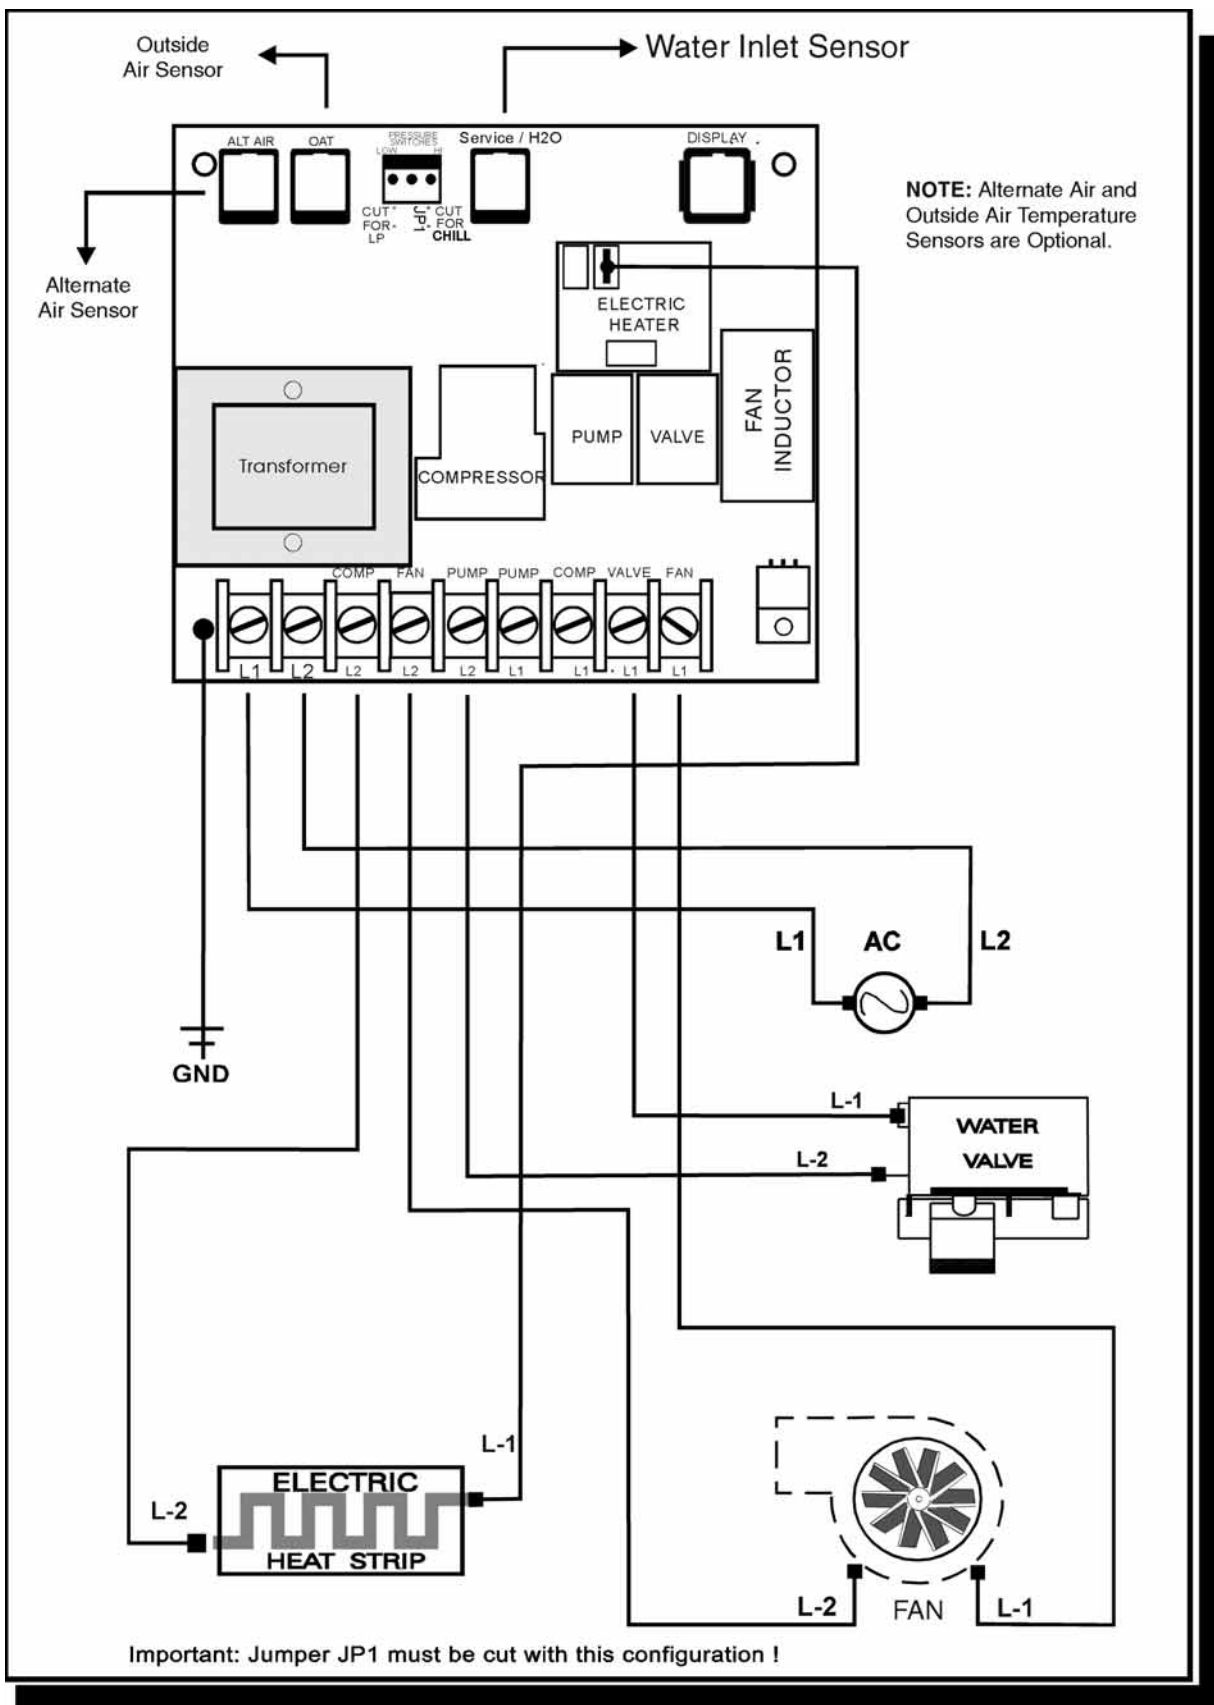 Outside
Air Sensor
Water Inlet Sensor
ALT AIR
OAT
PRESSURE
SWITCHES
LOW
HI
Service / H2O
DISPLAY
CUT
FOR
LP
JP1
CUT
FOR
CHILL
NOTE: Alternate Air and
Outside Air Temperature
Sensors are Optional.
Alternate
Air Sensor
ELECTRIC
HEATER
FAN
INDUCTOR
Transformer
COMPRESSOR
PUMP
VALVE
COMP
FAN
PUMP
PUMP
COMP
VALVE
FAN
L1
L2
L2
L2
L2
L1
L1
L1
L1
L1
AC
L2
GND
L-1
WATER
VALVE
L-2
L-1
ELECTRIC
L-2
HEAT STRIP
L-2
FAN
L-1
Important: Jumper JP1 must be cut with this configuration !